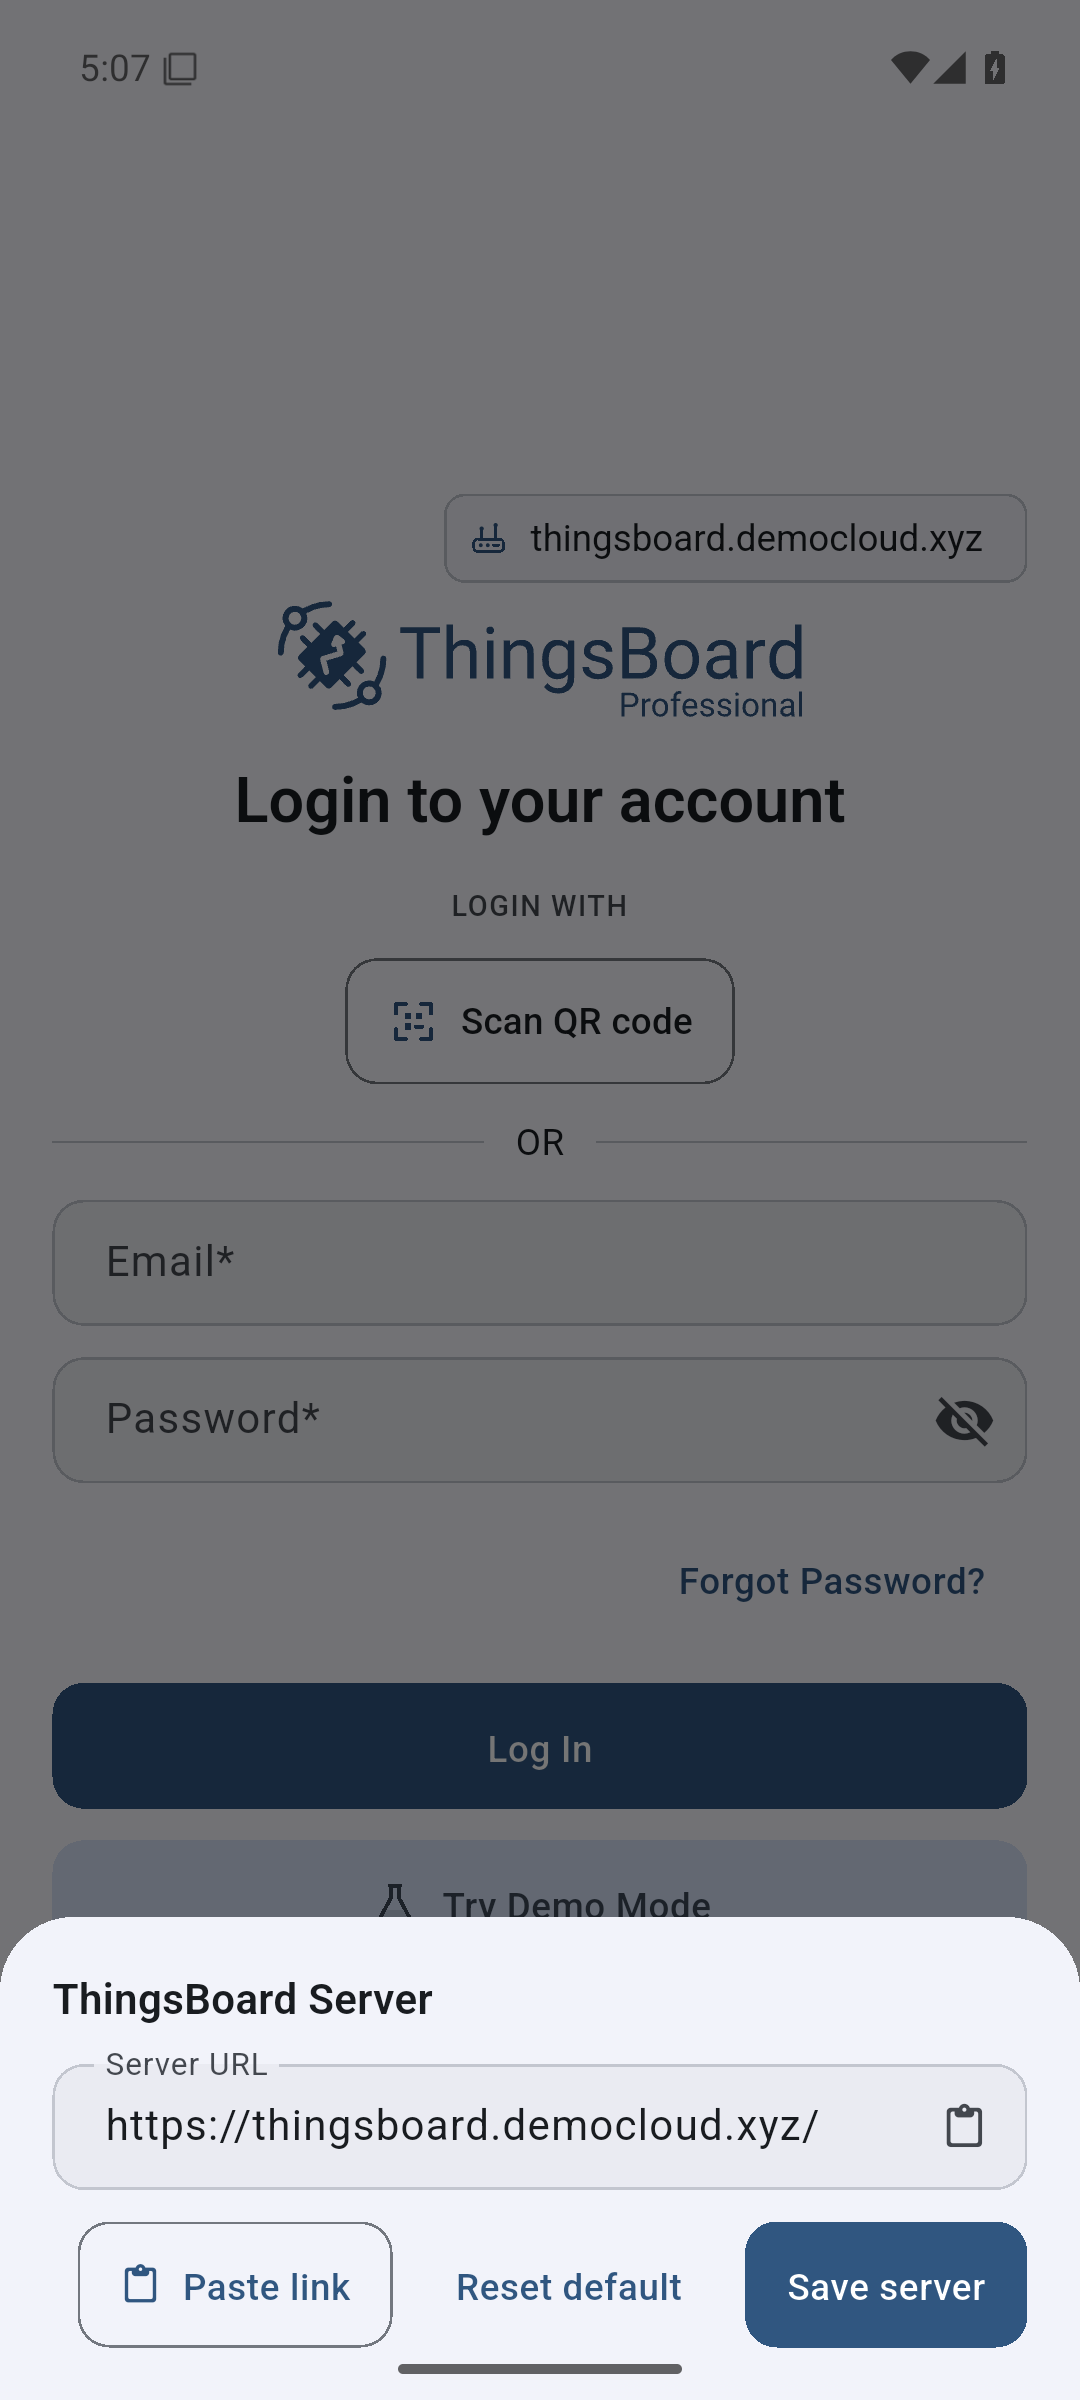 5:07
thingsboard.democloud.xyz
ThingsBoard
Professional
Login to your account
LOGIN WITH
Scan QR code
OR
Email*
Password*
Forgot Password?
Log In
Try Demo Mode
ThingsBoard Server
Server URL
https://thingsboard.democloud.xyz/
Paste link
Reset default
Save server